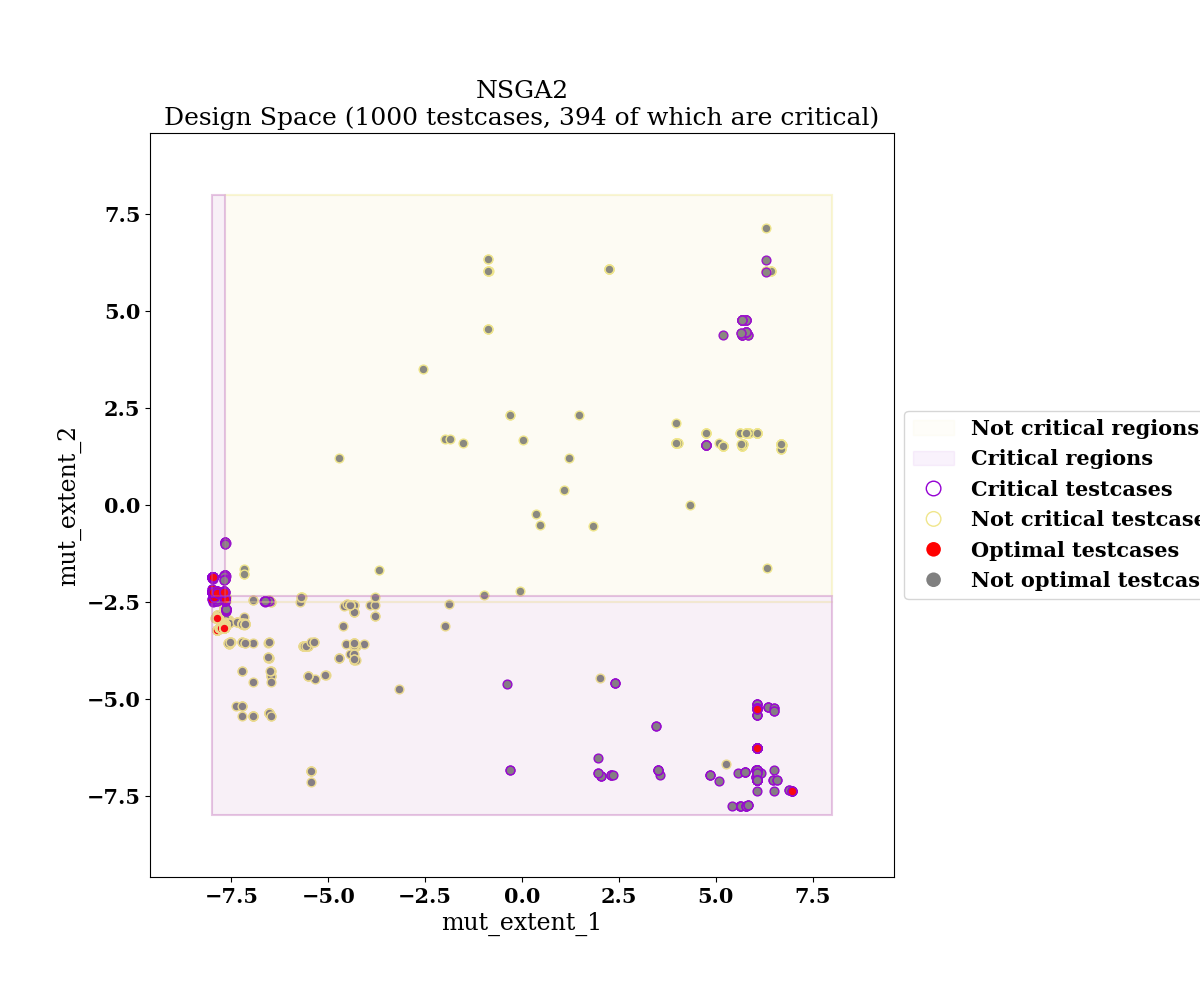 NSGA2
Design Space (1000 testcases, 394 of which are critical)
7.5
5.0
2.5
0.0
−2.5
−5.0
−7.5
mut_extent_2
−7.5 −5.0 −2.5 0.0 2.5 5.0 7.5
mut_extent_1
Not critical regions
Critical regions
Critical testcases
Not critical testcase
Optimal testcases
Not optimal testcas